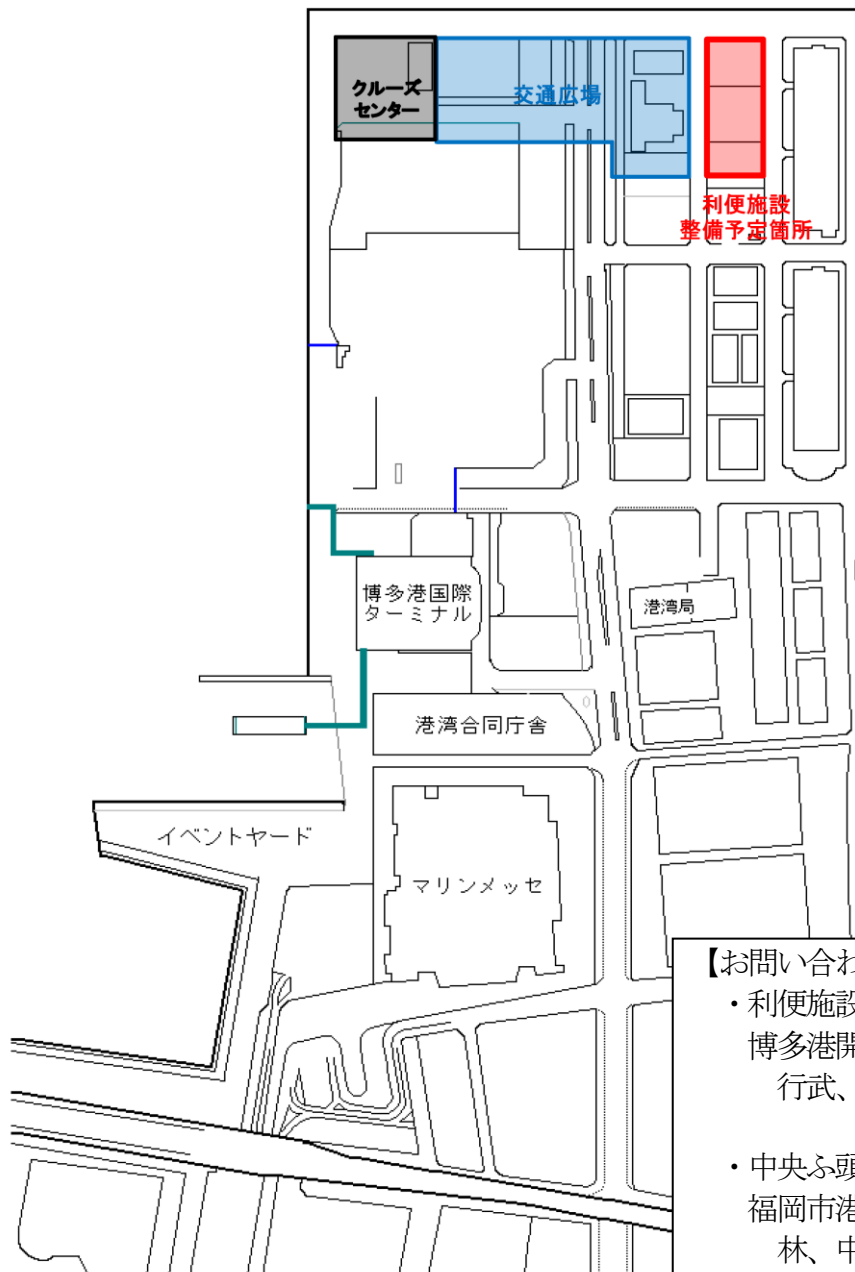 クルーズ
センター
交通広場
利便施設
整備予定箇所
博多港国際
ターミナル
港湾局
港湾合同庁舎
イベントヤード
マリンメッセ
【お問い合わ
・利便施設
博多港開
行武、
・中央ふ頭
福岡市港
林、中